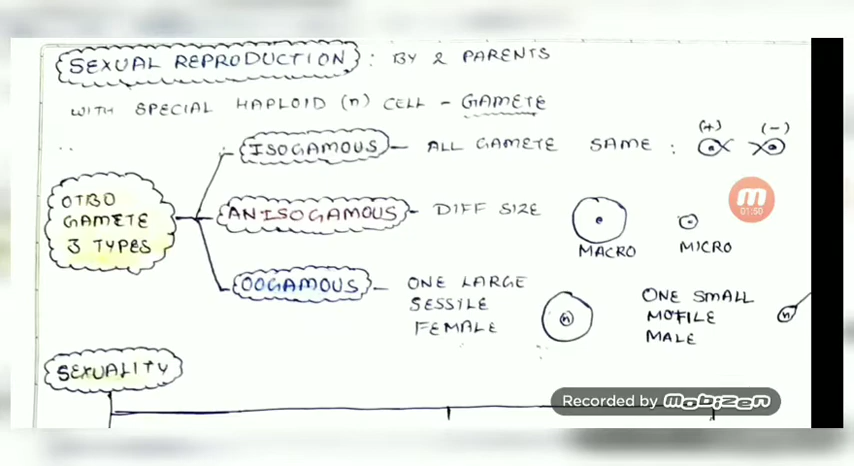 SEXUAL REPRODUCTION : BY 2 PARENTS
WITH SPECIAL HAPLOID (n) CELL - GAMETE
ISOGAMOUS - ALL GAMETE SAME : (+) (-)
OTBO
GAMETE
3 TYPES
ANISOGAMOUS - DIFF SIZE
MACRO MICRO
01:50
OOGAMOUS - ONE LARGE
SESSILE
FEMALE
n
ONE SMALL
MOTILE
MALE
n
SEXUALITY
Recorded by mobizen